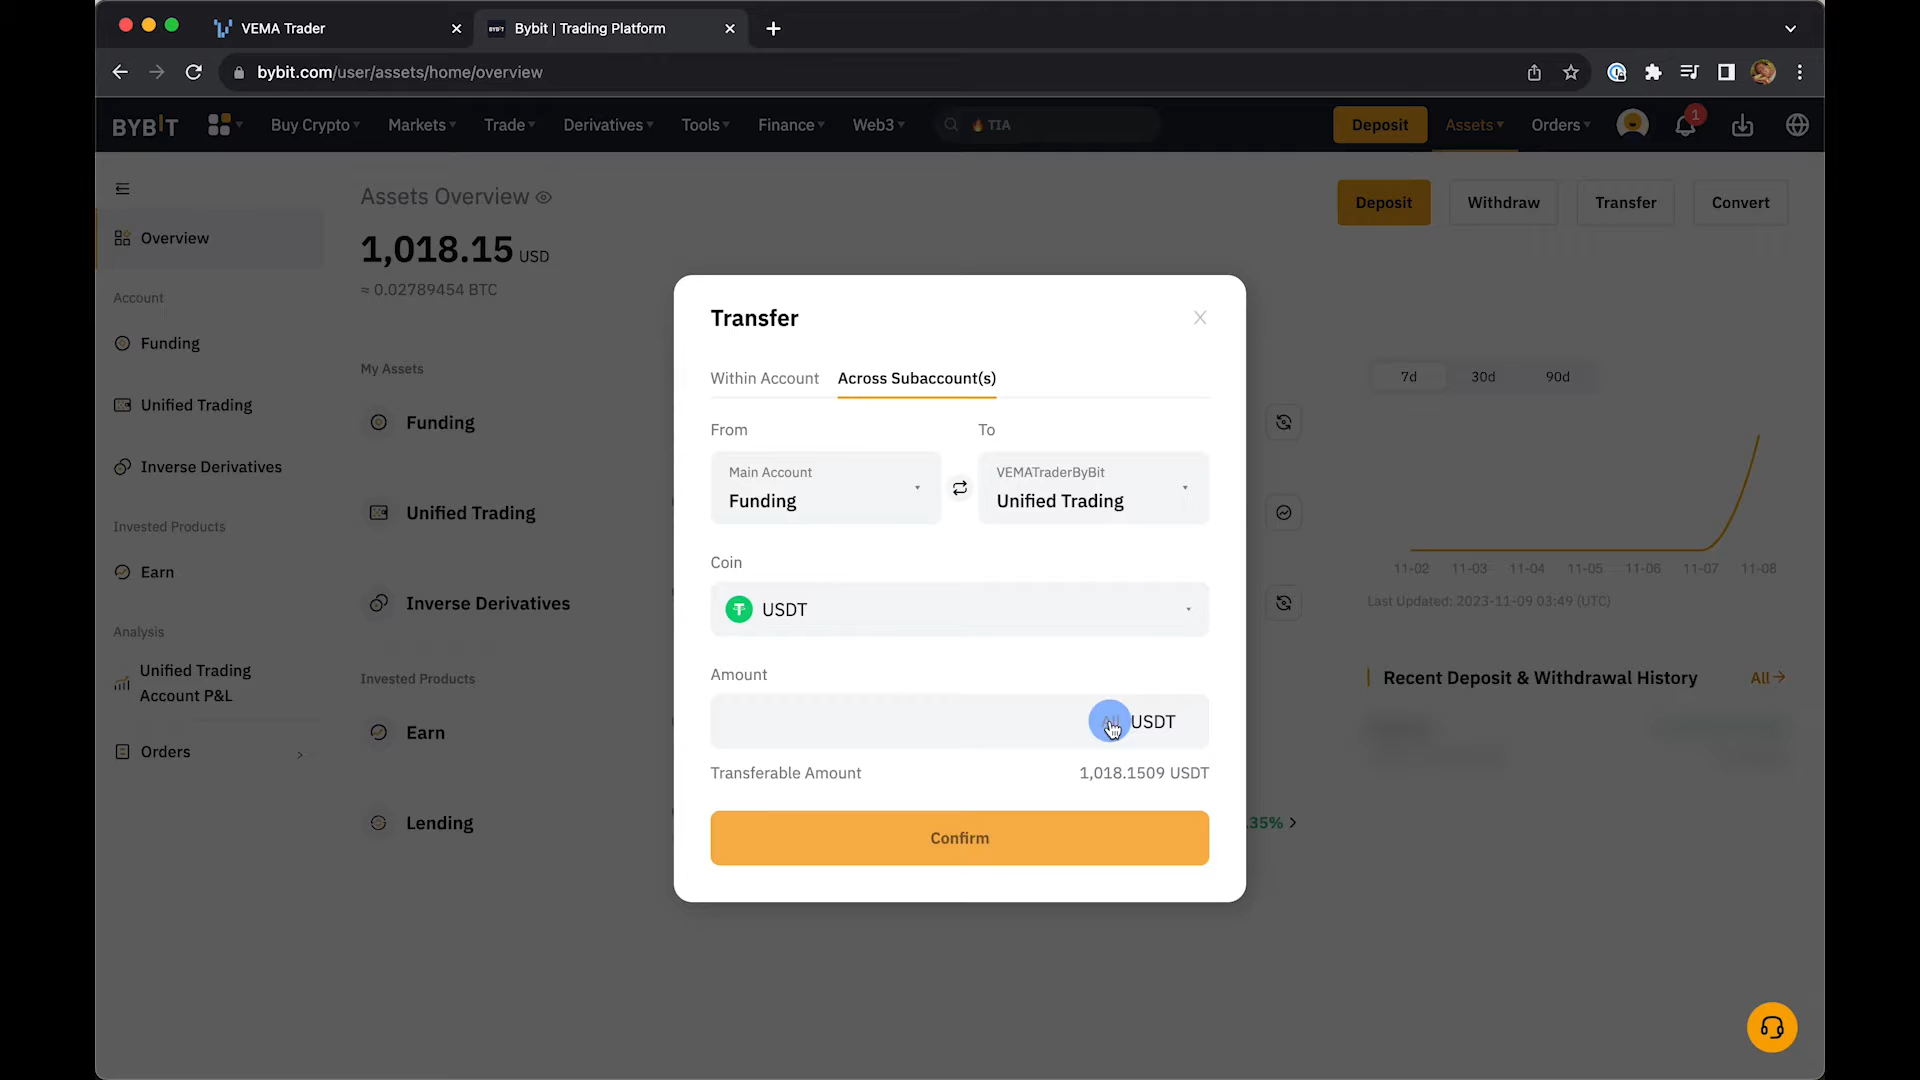 VEMA Trader
Bybit | Trading Platform
bybit.com/user/assets/home/overview
BYBIT
Buy Crypto
Markets
Trade
Derivatives
Tools
Finance
Web3
TIA
Deposit
Assets
Orders
1
Overview
Account
Funding
Unified Trading
Inverse Derivatives
Invested Products
Earn
Analysis
Unified Trading
Account P&L
Orders
Assets Overview
1,018.15 USD
≈ 0.02789454 BTC
Deposit
Withdraw
Transfer
Convert
My Assets
Funding
Unified Trading
Inverse Derivatives
Invested Products
Earn
Lending
Transfer
Within Account
Across Subaccount(s)
From
To
Main Account
Funding
VEMATraderByBit
Unified Trading
Coin
USDT
Amount
All USDT
Transferable Amount
1,018.1509 USDT
Confirm
.35%
7d
30d
90d
11-02
11-03
11-04
11-05
11-06
11-07
11-08
Last Updated: 2023-11-09 03:49 (UTC)
Recent Deposit & Withdrawal History
All